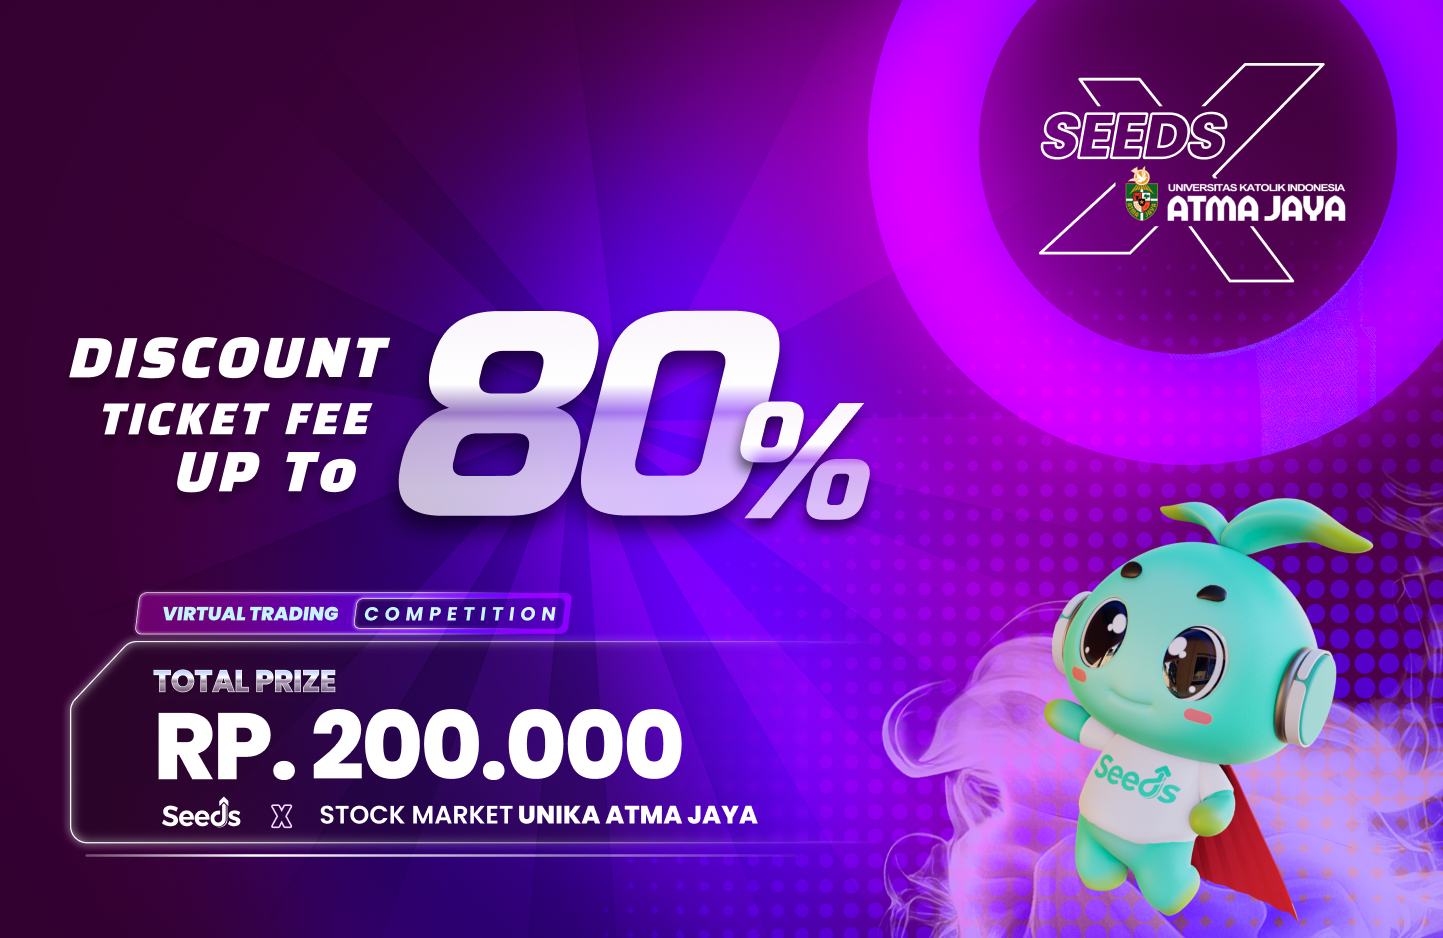 SEEDS
X
UNIVERSITAS KATOLIK INDONESIA
ATMA JAYA
DISCOUNT
TICKET FEE
UP To
80%
VIRTUAL TRADING COMPETITION
TOTAL PRIZE
RP. 200.000
Seeds X STOCK MARKET UNIKA ATMA JAYA
Seeds